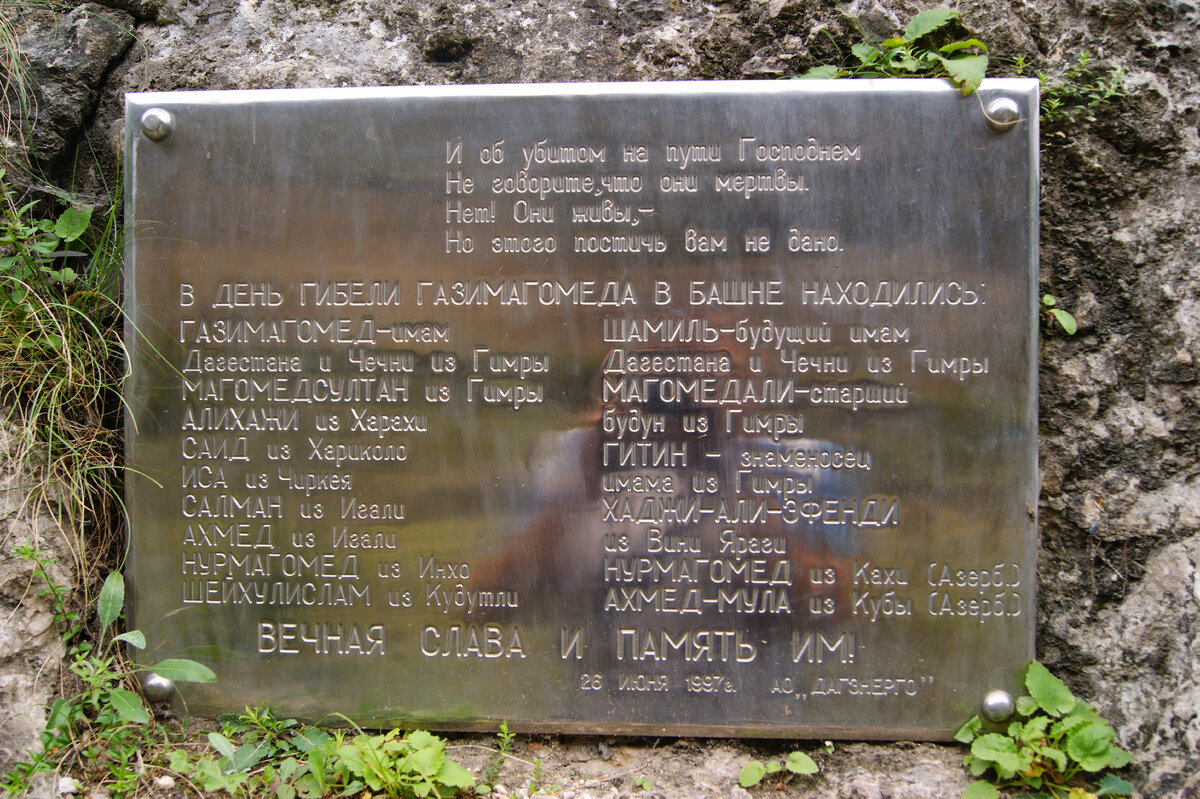 И об убитом на пути Господнем
Не говорите,что они мертвы.
Нет! Они живы,–
Но этого постичь вам не дано.
В ДЕНЬ ГИБЕЛИ ГАЗИМАГОМЕДА В БАШНЕ НАХОДИЛИСЬ:
ГАЗИМАГОМЕД–имам
Дагестана и Чечни из Гимры
МАГОМЕДСУЛТАН из Гимры
АЛИХАЖИ из Харахи
САИД из Хариколо
ИСА из Чиркея
САЛМАН из Игали
АХМЕД из Игали
НУРМАГОМЕД из Инхо
ШЕЙХУЛИСЛАМ из Кудутли
ШАМИЛЬ–будущий имам
Дагестана и Чечни из Гимры
МАГОМЕДАЛИ–старший
будун из Гимры
ГИТИН – знаменосец
имама из Гимры
ХАДЖИ–АЛИ–ЭФЕНДИ
из Вини Яраги
НУРМАГОМЕД из Кахи (Азерб.)
АХМЕД–МУЛА из Кубы (Азерб.)
ВЕЧНАЯ СЛАВА И ПАМЯТЬ ИМ!
26 ИЮНЯ 1997г. АО „ДАГЭНЕРГО"